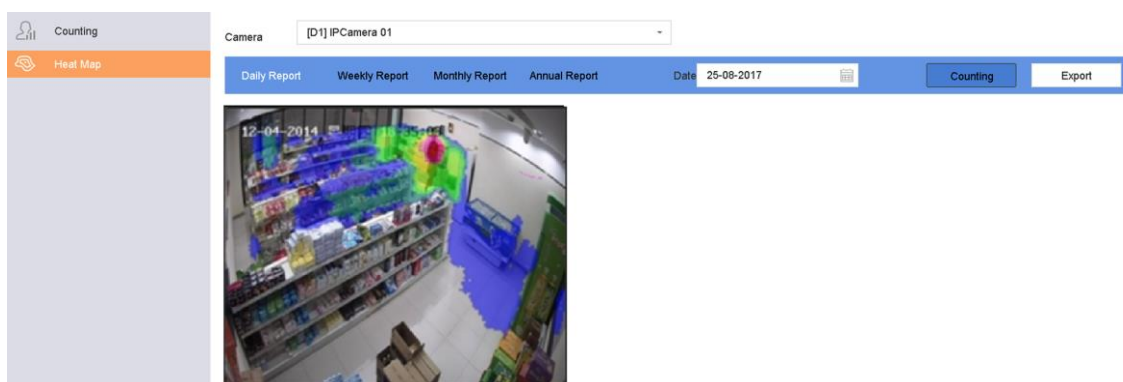 Counting
Camera [D1] IPCamera 01
Heat Map
Daily Report Weekly Report Monthly Report Annual Report Date 25-08-2017 Counting Export
12-04-2014